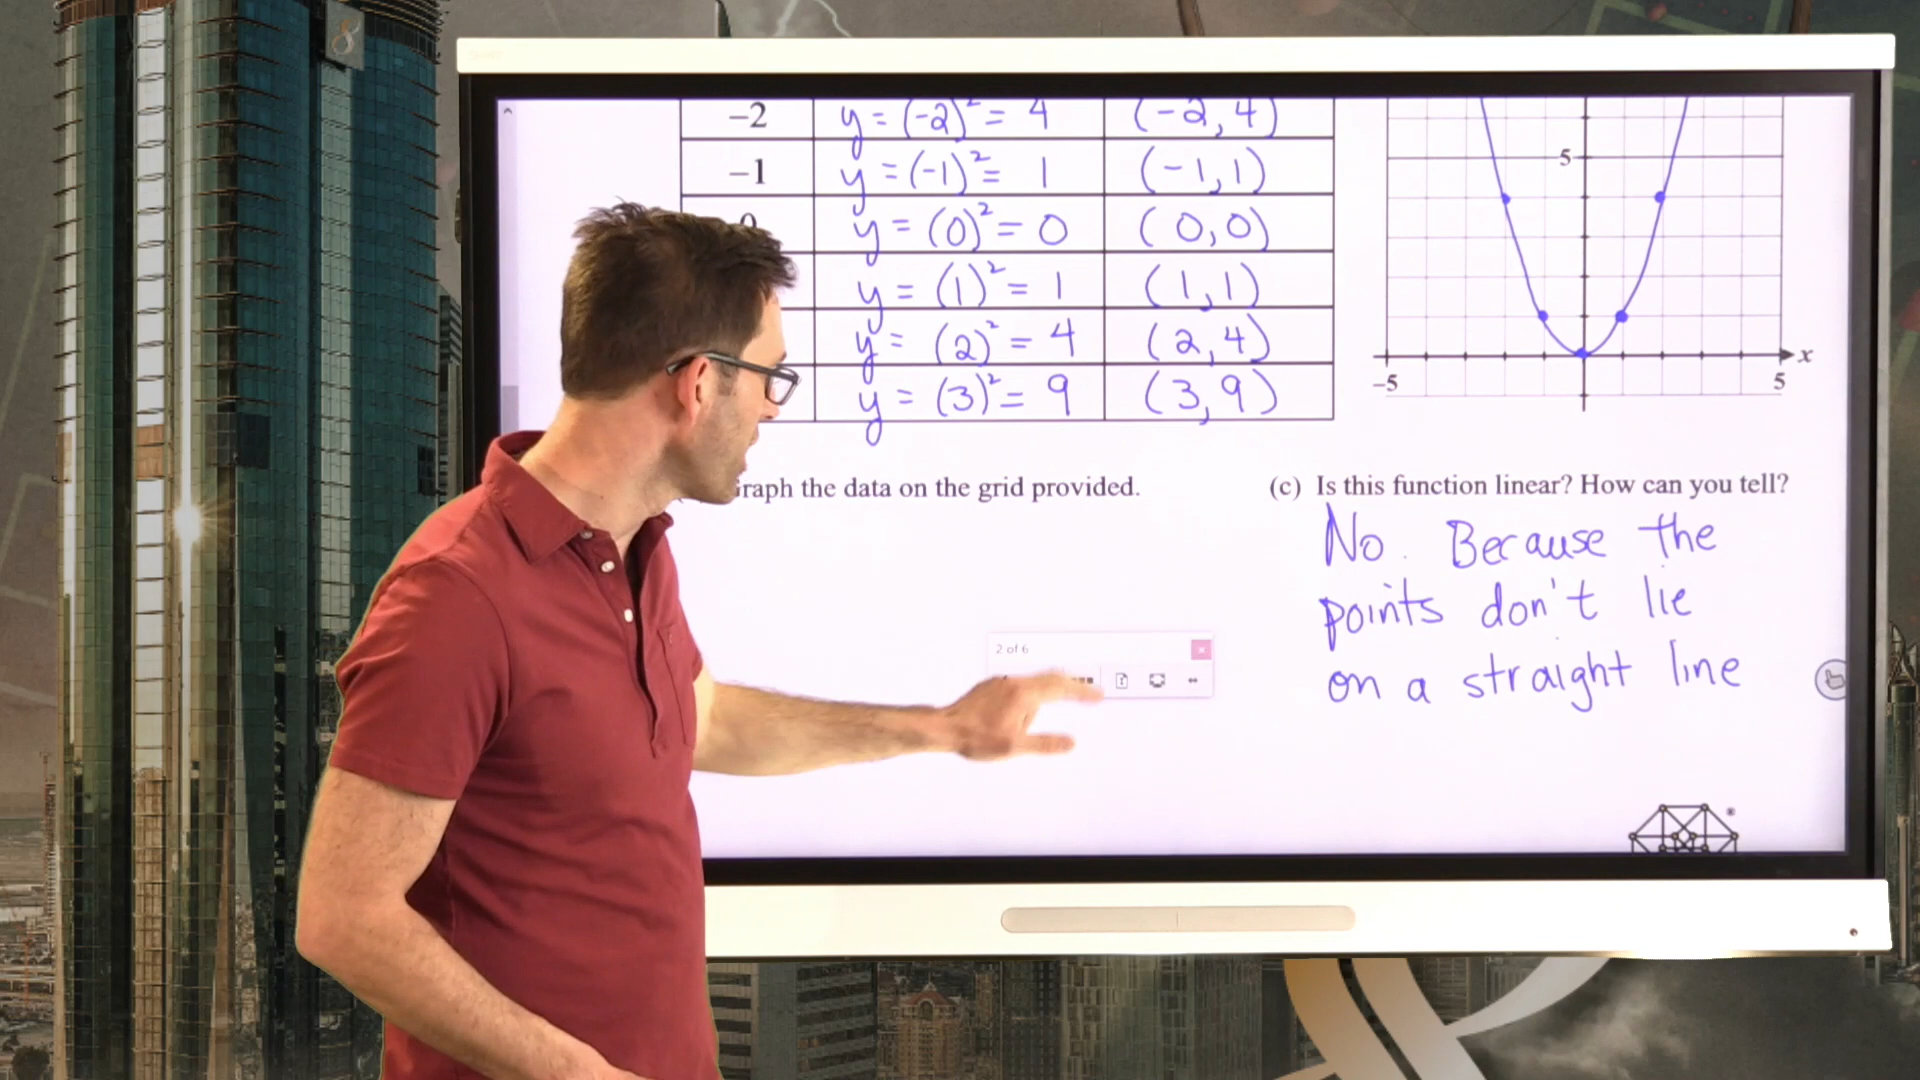 -2 y = (-2)² = 4 (-2, 4)
-1 y = (-1)² = 1 (-1, 1)
0 y = (0)² = 0 (0, 0)
y = (1)² = 1 (1, 1)
y = (2)² = 4 (2, 4)
y = (3)² = 9 (3, 9)
5
x
-5 5
raph the data on the grid provided.
(c) Is this function linear? How can you tell?
No. Because the
points don't lie
on a straight line
2 of 6